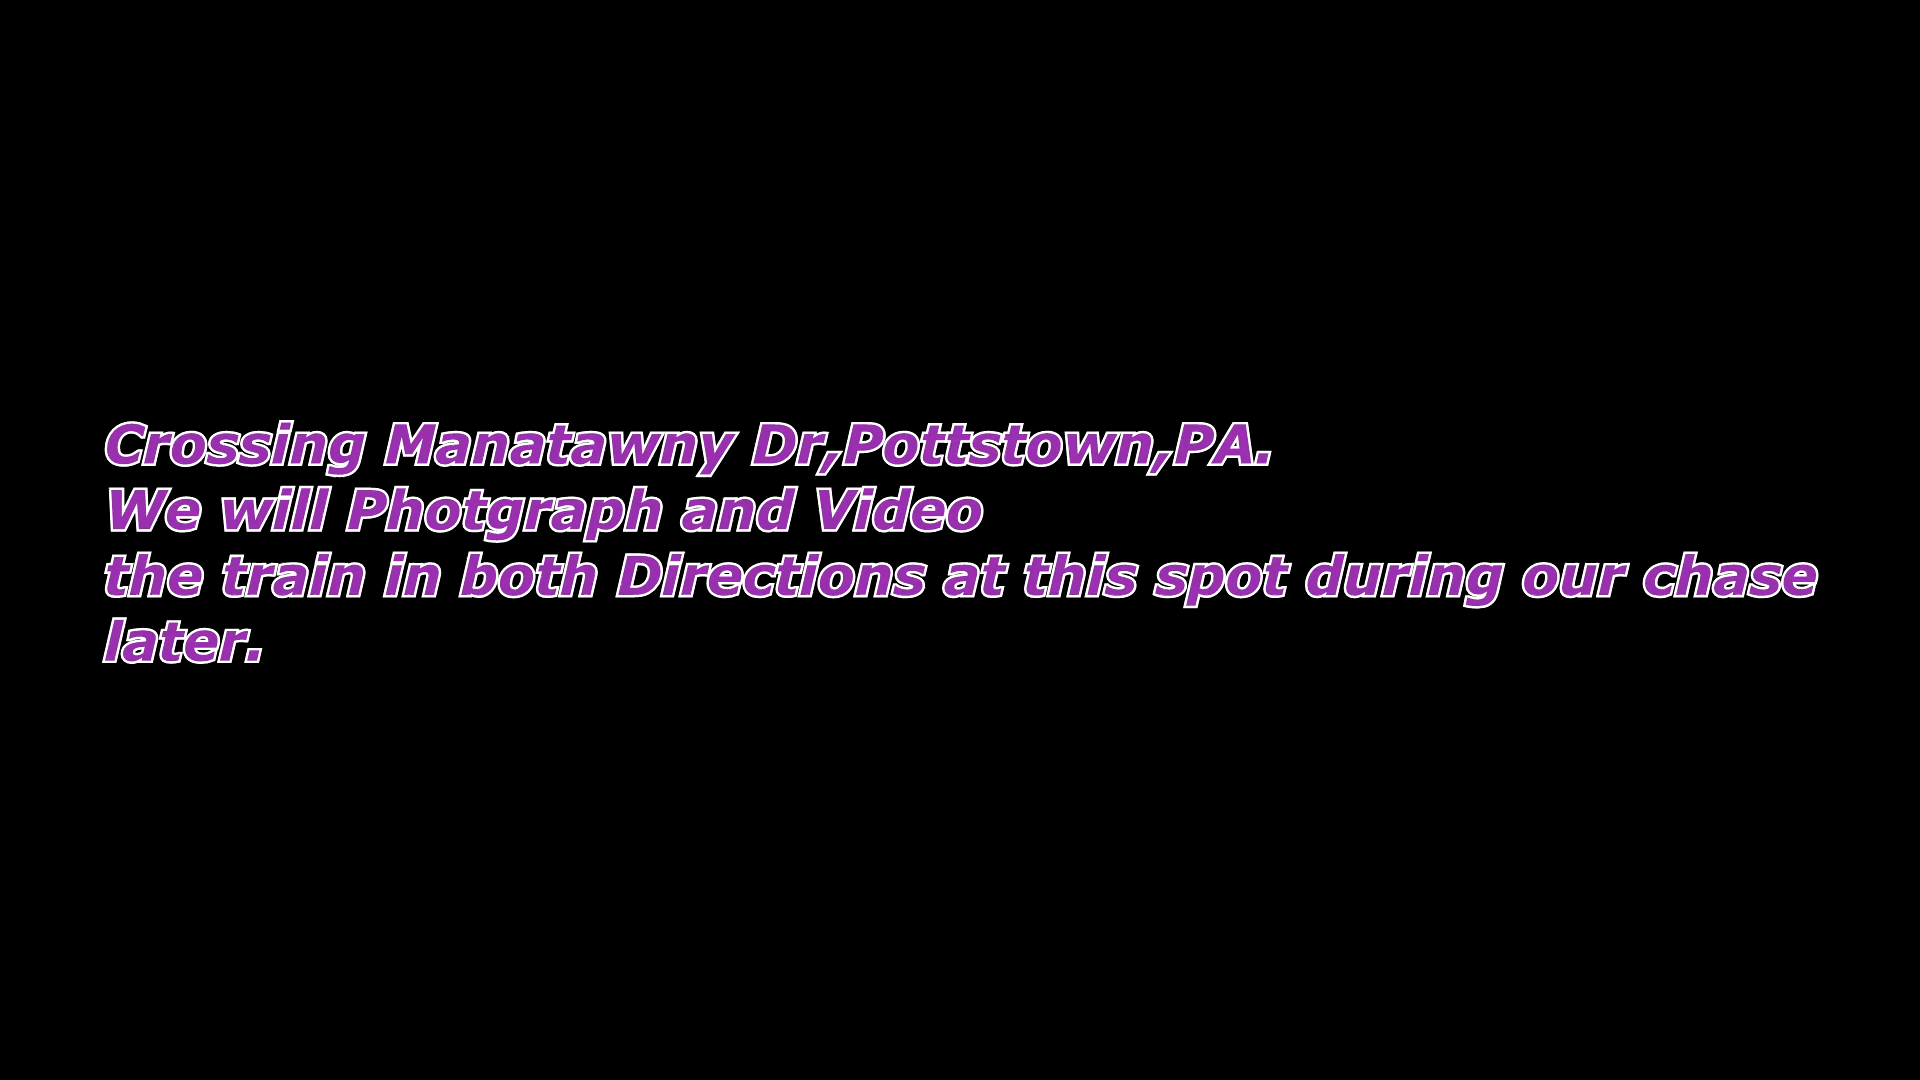 Crossing Manatawny Dr,Pottstown,PA.
We will Photgraph and Video
the train in both Directions at this spot during our chase
later.